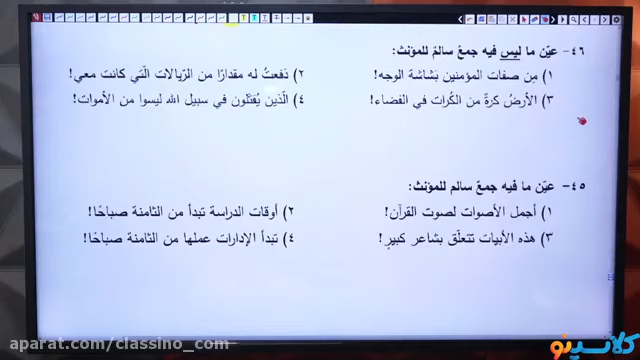 ٤٦- عيّن ما ليس فيه جمعٌ سالمٌ للمؤنث:
١) مِن صفات المؤمنين بَشاشة الوجه! ٢) دَفعتُ له مقدارًا من الرّيالات الّتي كانت معي!
٣) الأرضُ كرةٌ من الكُرات في الفضاء! ٤) الّذين يُقتَلون في سبيل الله ليسوا من الأموات!
٤٥- عيّن ما فيه جمعٌ سالم للمؤنث:
١) أجمل الأصوات لصوت القرآن! ٢) أوقات الدراسة تبدأ من الثامنة صباحًا!
٣) هذه الأبيات تتعلّق بشاعر كبيرٍ! ٤) تبدأ الإدارات عملها من الثامنة صباحًا!
aparat.com/classino_com
کلاسینو